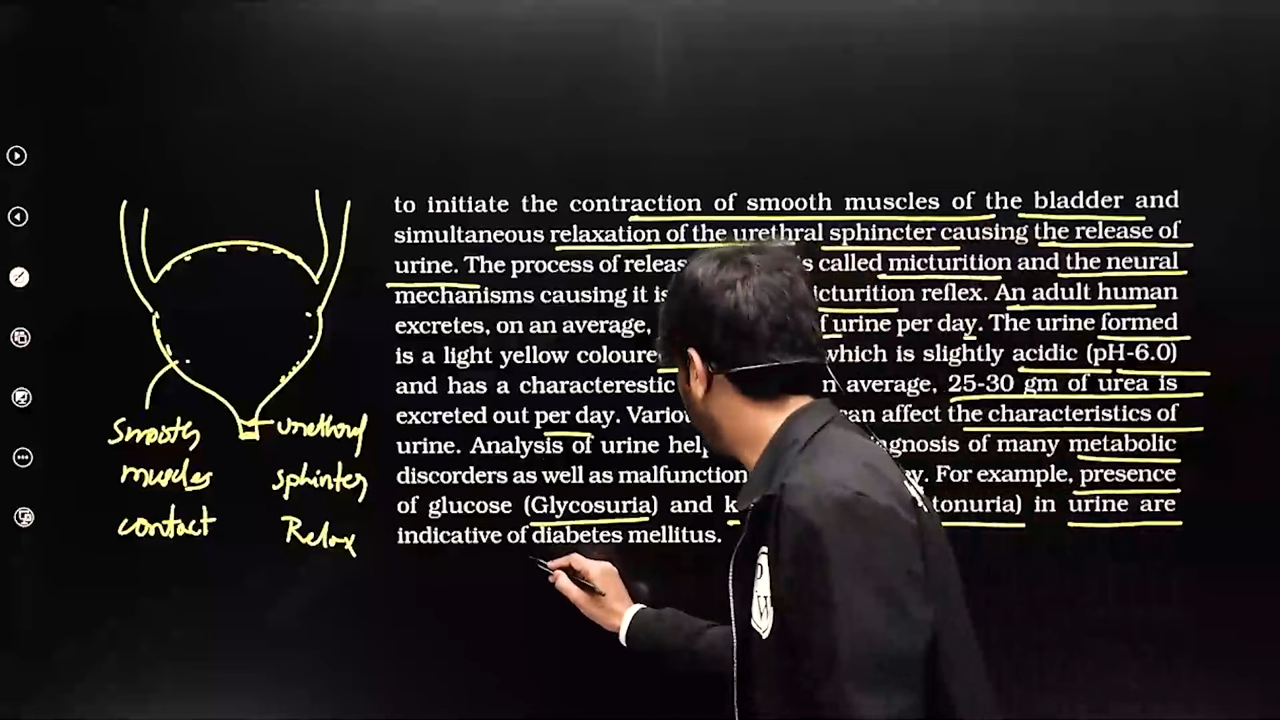 to initiate the contraction of smooth muscles of the bladder and
simultaneous relaxation of the urethral sphincter causing the release of
urine. The process of release s called micturition and the neural
mechanisms causing it is icturition reflex. An adult human
excretes, on an average, f urine per day. The urine formed
is a light yellow coloure which is slightly acidic (pH-6.0)
and has a characterestic n average, 25-30 gm of urea is
excreted out per day. Variou can affect the characteristics of
urine. Analysis of urine help agnosis of many metabolic
disorders as well as malfunction y. For example, presence
of glucose (Glycosuria) and k tonuria) in urine are
indicative of diabetes mellitus.
Smooth
muscles
contact
urethral
sphinter
Relax
P
W